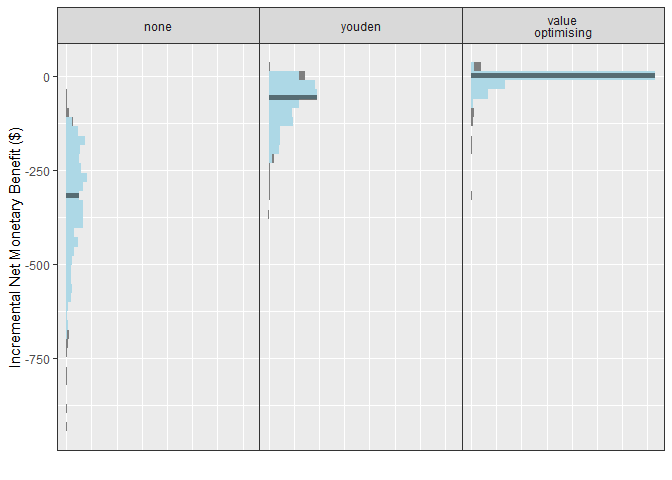 none
youden
value
optimising
Incremental Net Monetary Benefit ($)
0
-250
-500
-750